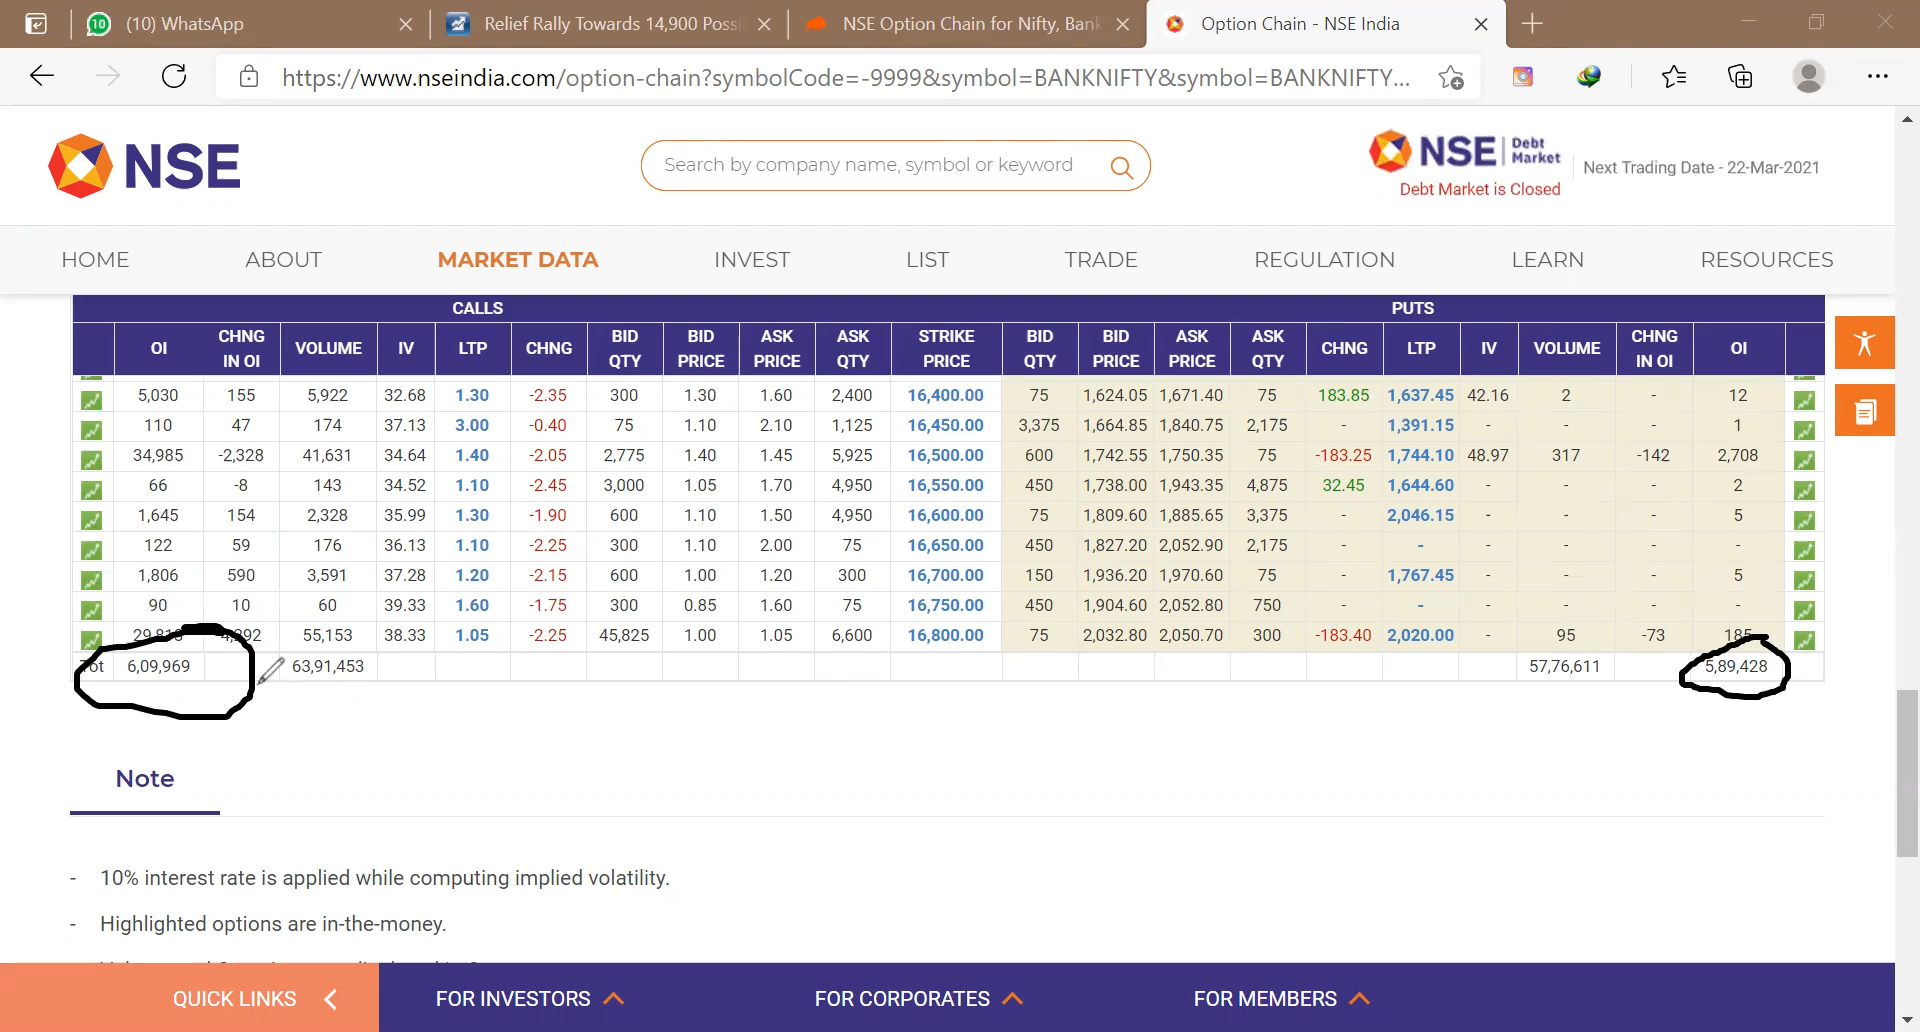 (10) WhatsApp
Relief Rally Towards 14,900 Possi
NSE Option Chain for Nifty, Bank
Option Chain - NSE India
https://www.nseindia.com/option-chain?symbolCode=-9999&symbol=BANKNIFTY&symbol=BANKNIFTY...
NSE
Search by company name, symbol or keyword
NSE Debt Market
Debt Market is Closed
Next Trading Date - 22-Mar-2021
HOME ABOUT MARKET DATA INVEST LIST TRADE REGULATION LEARN RESOURCES
CALLS PUTS
OI CHNG IN OI VOLUME IV LTP CHNG BID QTY BID PRICE ASK PRICE ASK QTY STRIKE PRICE BID QTY BID PRICE ASK PRICE ASK QTY CHNG LTP IV VOLUME CHNG IN OI OI
5,030 155 5,922 32.68 1.30 -2.35 300 1.30 1.60 2,400 16,400.00 75 1,624.05 1,671.40 75 183.85 1,637.45 42.16 2 - 12
110 47 174 37.13 3.00 -0.40 75 1.10 2.10 1,125 16,450.00 3,375 1,664.85 1,840.75 2,175 - 1,391.15 - - - 1
34,985 -2,328 41,631 34.64 1.40 -2.05 2,775 1.40 1.45 5,925 16,500.00 600 1,742.55 1,750.35 75 -183.25 1,744.10 48.97 317 -142 2,708
66 -8 143 34.52 1.10 -2.45 3,000 1.05 1.70 4,950 16,550.00 450 1,738.00 1,943.35 4,875 32.45 1,644.60 - - - 2
1,645 154 2,328 35.99 1.30 -1.90 600 1.10 1.50 4,950 16,600.00 75 1,809.60 1,885.65 3,375 - 2,046.15 - - - 5
122 59 176 36.13 1.10 -2.25 300 1.10 2.00 75 16,650.00 450 1,827.20 2,052.90 2,175 - - - - - -
1,806 590 3,591 37.28 1.20 -2.15 600 1.00 1.20 300 16,700.00 150 1,936.20 1,970.60 75 - 1,767.45 - - - 5
90 10 60 39.33 1.60 -1.75 300 0.85 1.60 75 16,750.00 450 1,904.60 2,052.80 750 - - - - - -
55,153 38.33 1.05 -2.25 45,825 1.00 1.05 6,600 16,800.00 75 2,032.80 2,050.70 300 -183.40 2,020.00 - 95 -73 185
Tot 6,09,969 63,91,453 57,76,611 5,89,428
Note
- 10% interest rate is applied while computing implied volatility.
- Highlighted options are in-the-money.
QUICK LINKS FOR INVESTORS FOR CORPORATES FOR MEMBERS